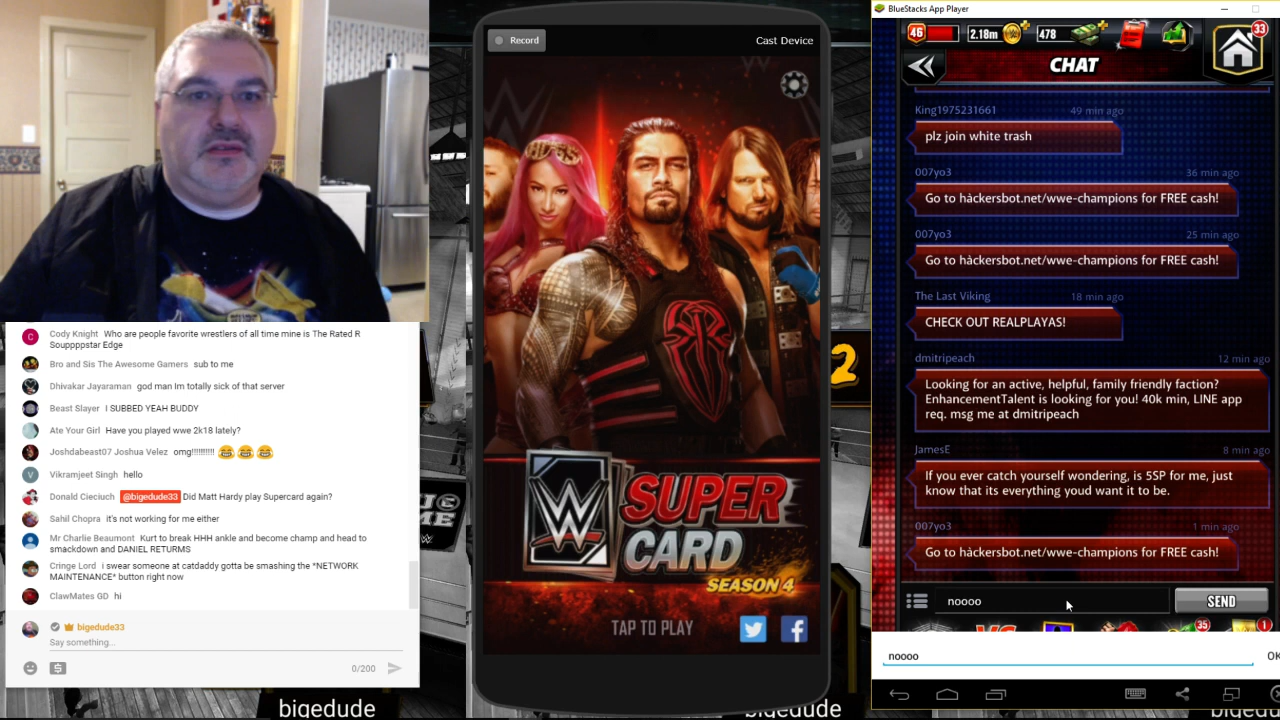 Cody Knight Who are people favorite wrestlers of all time mine is The Rated R
Souppppstar Edge
Bro and Sis The Awesome Gamers sub to me
Dhivakar Jayaraman god man Im totally sick of that server
Beast Slayer I SUBBED YEAH BUDDY
Ate Your Girl Have you played wwe 2k18 lately?
Joshdabeast07 Joshua Velez omg!!!!!!!!!! 😂 😂 😂
V
Vikramjeet Singh hello
Donald Cieciuch @bigedude33 Did Matt Hardy play Supercard again?
Sahil Chopra it's not working for me either
Mr Charlie Beaumont Kurt to break HHH ankle and become champ and head to
smackdown and DANIEL RETURMS
Cringe Lord i swear someone at catdaddy gotta be smashing the *NETWORK
MAINTENANCE* button right now
ClawMates GD hi
bigedude33
Say something...
0/200
bigedude
Record
Cast Device
W
SUPER
CARD
SEASON 4
TAP TO PLAY
bigedude
2
BlueStacks App Player
46
2.18m
478
33
CHAT
King1975231661 49 min ago
plz join white trash
007yo3 36 min ago
Go to hàckersbot.net/wwe-champions for FREE cash!
007yo3 25 min ago
Go to hàckersbot.net/wwe-champions for FREE cash!
The Last Viking 18 min ago
CHECK OUT REALPLAYAS!
dmitripeach 12 min ago
Looking for an active, helpful, family friendly faction?
EnhancementTalent is looking for you! 40k min, LINE app
req. msg me at dmitripeach
JamesE 8 min ago
If you ever catch yourself wondering, is 5SP for me, just
know that its everything youd want it to be.
007yo3 1 min ago
Go to hàckersbot.net/wwe-champions for FREE cash!
noooo
SEND
35
1
noooo
OK